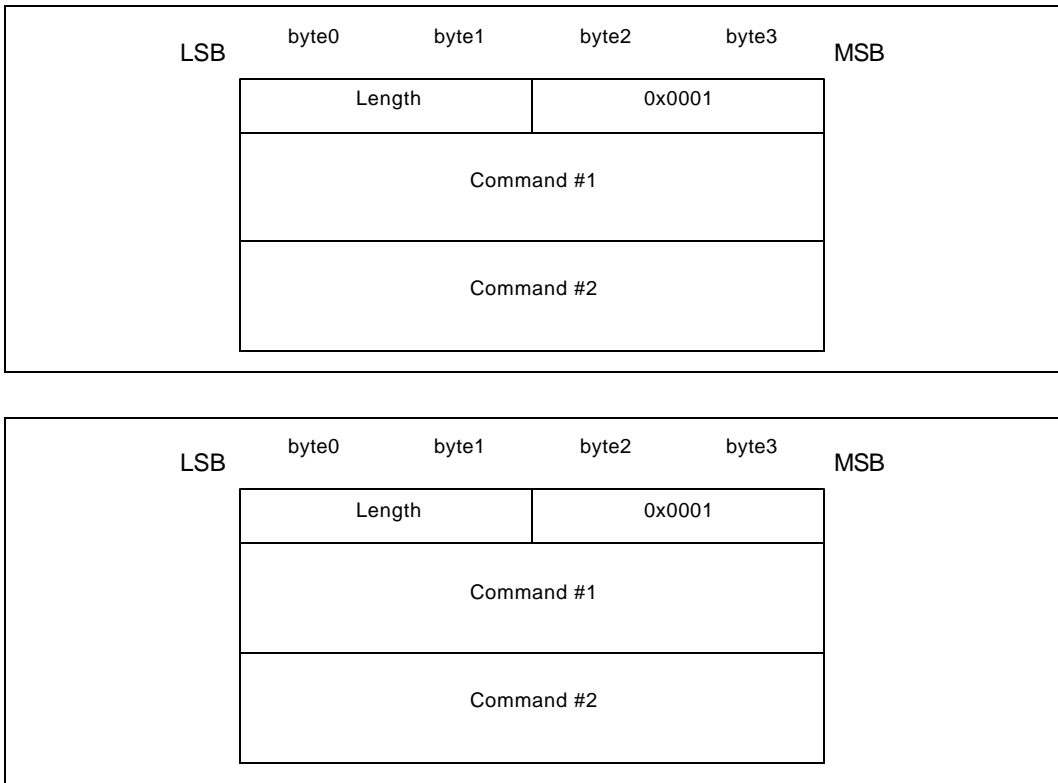 byte0 byte1 byte2 byte3
LSB MSB
Length 0x0001
Command #1
Command #2
byte0 byte1 byte2 byte3
LSB MSB
Length 0x0001
Command #1
Command #2